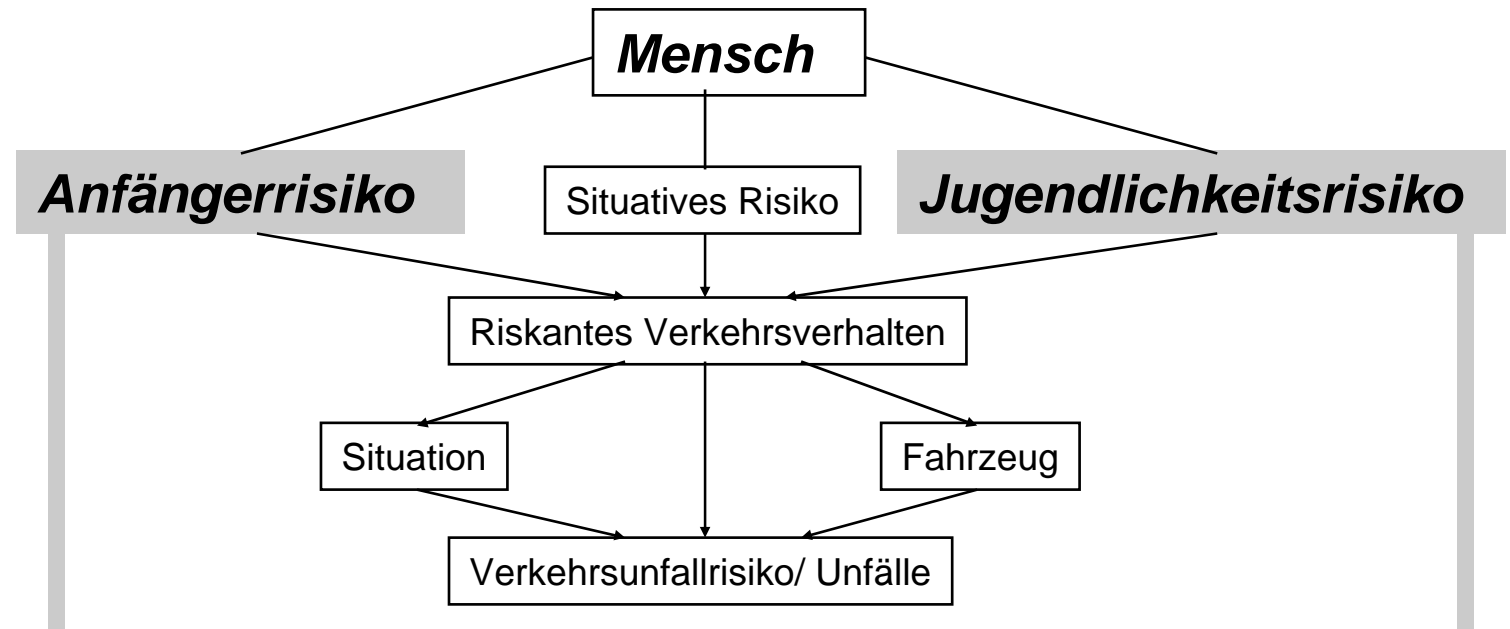 Mensch
Anfängerrisiko
Situatives Risiko
Jugendlichkeitsrisiko
Riskantes Verkehrsverhalten
Situation
Fahrzeug
Verkehrsunfallrisiko/ Unfälle